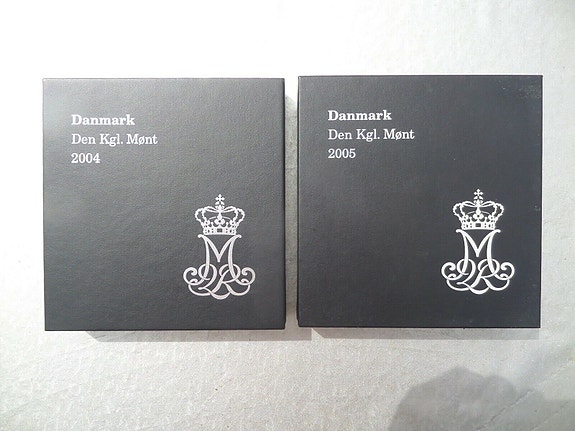 Danmark
Den Kgl. Mønt
2004
Danmark
Den Kgl. Mønt
2005